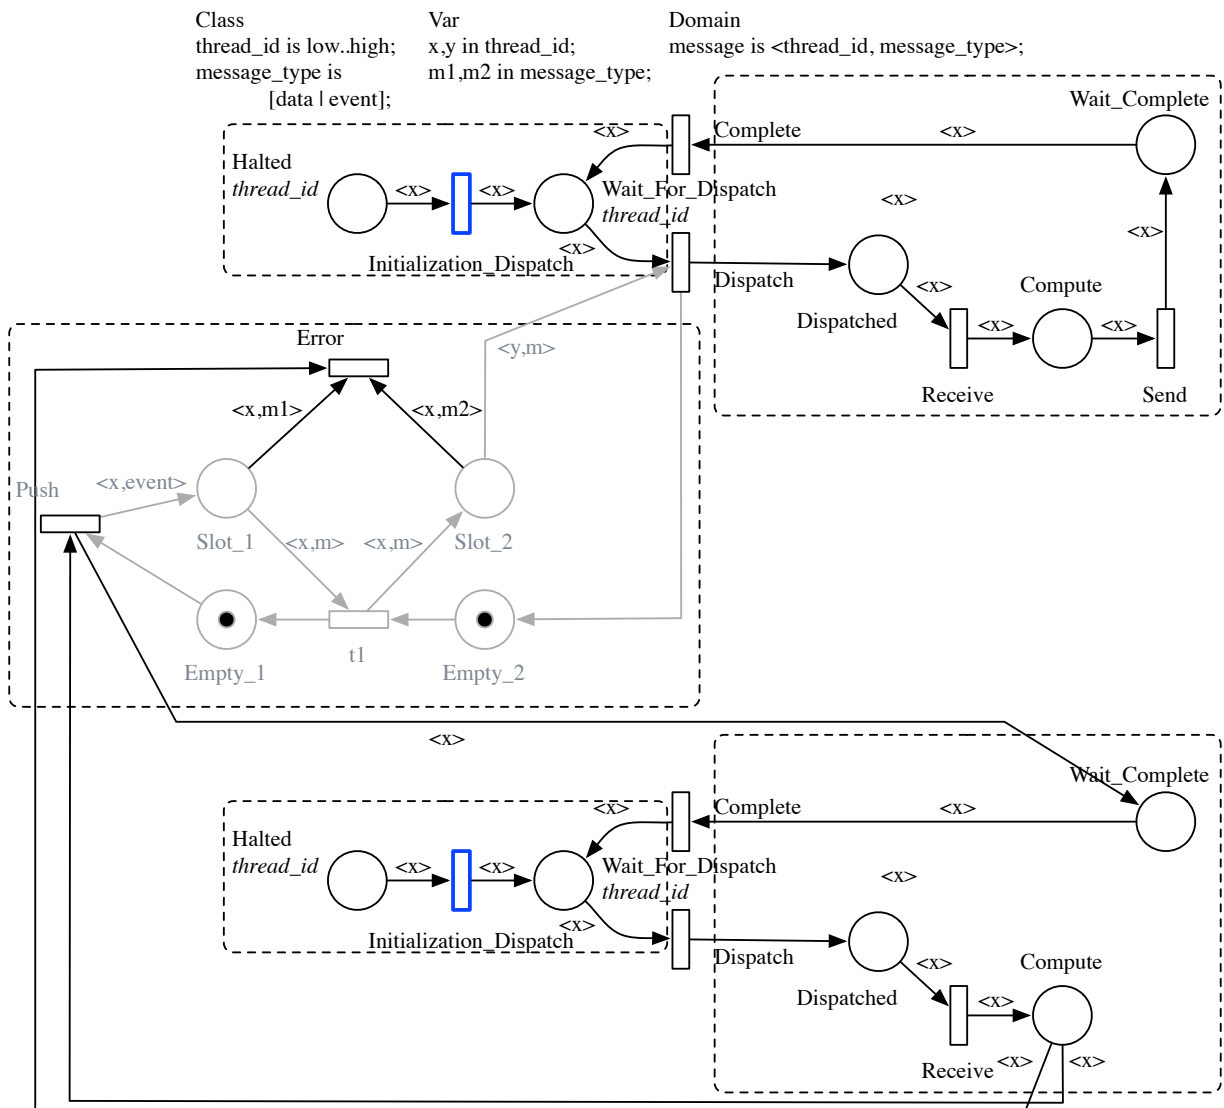 Class
thread_id is low..high;
message_type is
[data | event];
Var
x,y in thread_id;
m1,m2 in message_type;
Domain
message is <thread_id, message_type>;
Wait_Complete
<x>
Complete
<x>
Halted
thread_id
<x>
<x>
Wait_For_Dispatch
thread_id
<x>
<x>
<x>
Initialization_Dispatch
Dispatch
<x>
Compute
Dispatched
<x>
<x>
Receive
Send
Error
<y,m>
<x,m1>
<x,m2>
Push
<x,event>
Slot_1
<x,m>
<x,m>
Slot_2
t1
Empty_1
Empty_2
<x>
Wait_Complete
<x>
Complete
<x>
Halted
thread_id
<x>
<x>
Wait_For_Dispatch
thread_id
<x>
<x>
Initialization_Dispatch
Dispatch
<x>
Compute
Dispatched
<x>
Receive
<x>
<x>